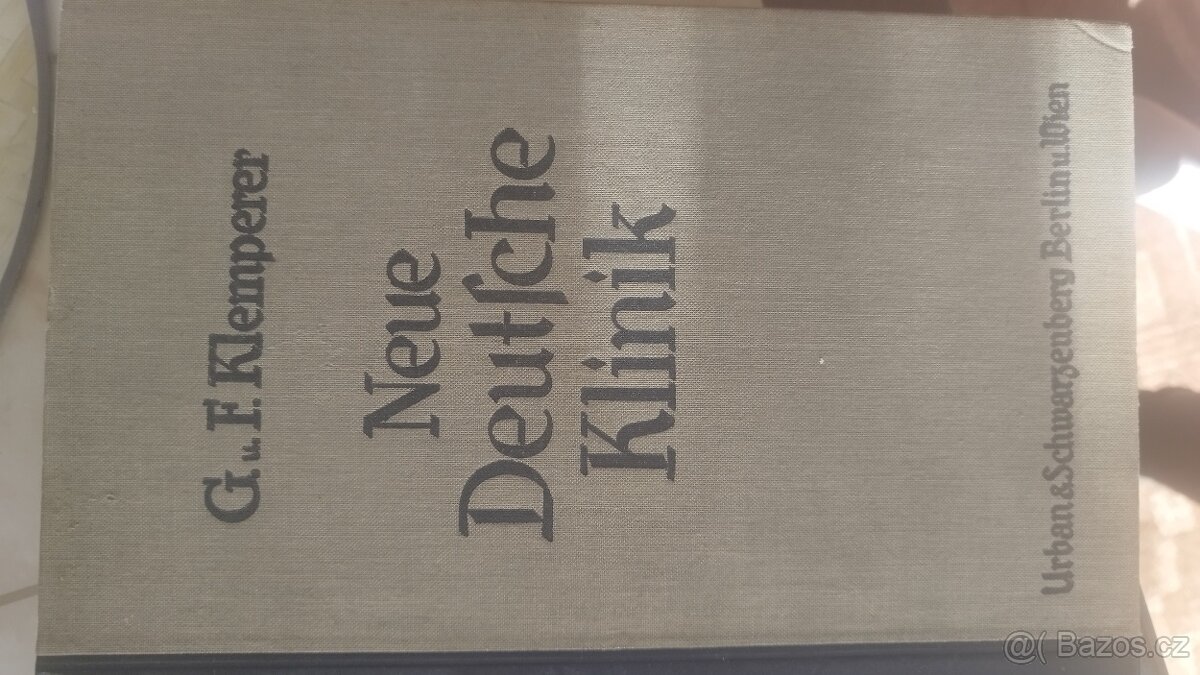 G. u. F. Klemperer
Neue
Deutſche
Klinik
Urban & Schwarzenberg Berlin u. Wien
@( Bazos.cz